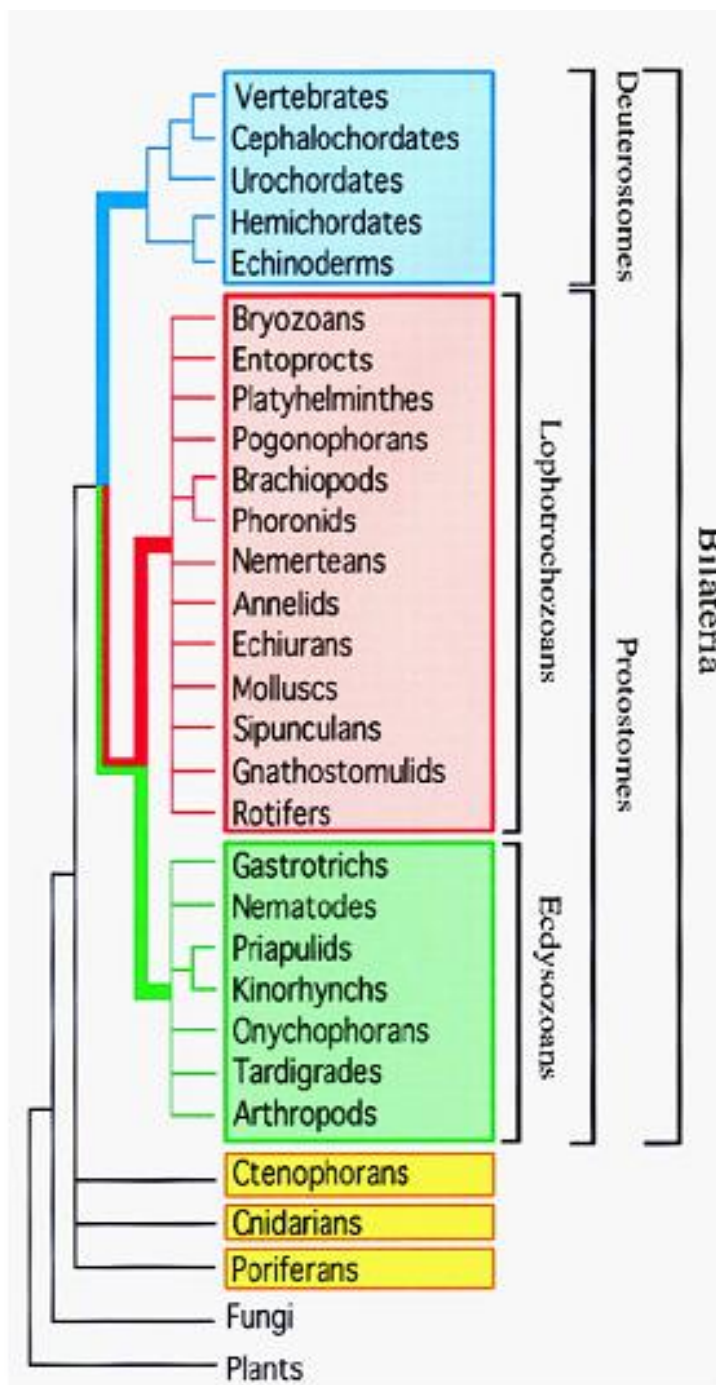 Vertebrates
Cephalochordates
Urochordates
Hemichordates
Echinoderms
Bryozoans
Entoprocts
Platyhelminthes
Pogonophorans
Brachiopods
Phoronids
Nemerteans
Annelids
Echiurans
Molluscs
Sipunculans
Gnathostomulids
Rotifers
Gastrotrichs
Nematodes
Priapulids
Kinorhynchs
Onychophorans
Tardigrades
Arthropods
Ctenophorans
Cnidarians
Poriferans
Fungi
Plants
Lophotrochozoans
Ecdysozoans
Deuterostomes
Protostomes
Bilateria